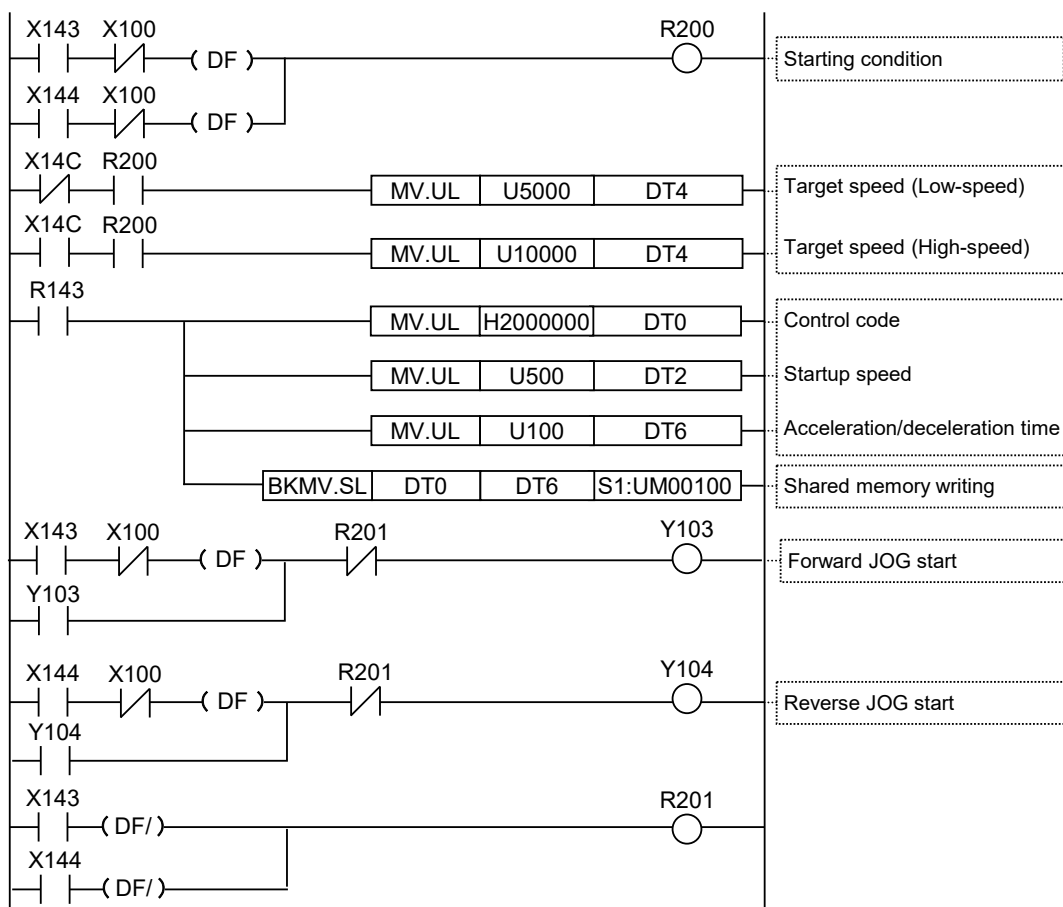 X143 X100 R200
( DF ) Starting condition
X144 X100
( DF )
X14C R200
MV.UL U5000 DT4 Target speed (Low-speed)
X14C R200
MV.UL U10000 DT4 Target speed (High-speed)
R143
MV.UL H2000000 DT0 Control code
MV.UL U500 DT2 Startup speed
MV.UL U100 DT6 Acceleration/deceleration time
BKMV.SL DT0 DT6 S1:UM00100 Shared memory writing
X143 X100 R201 Y103
( DF ) Forward JOG start
Y103
X144 X100 R201 Y104
( DF ) Reverse JOG start
Y104
X143 R201
( DF/ )
X144
( DF/ )